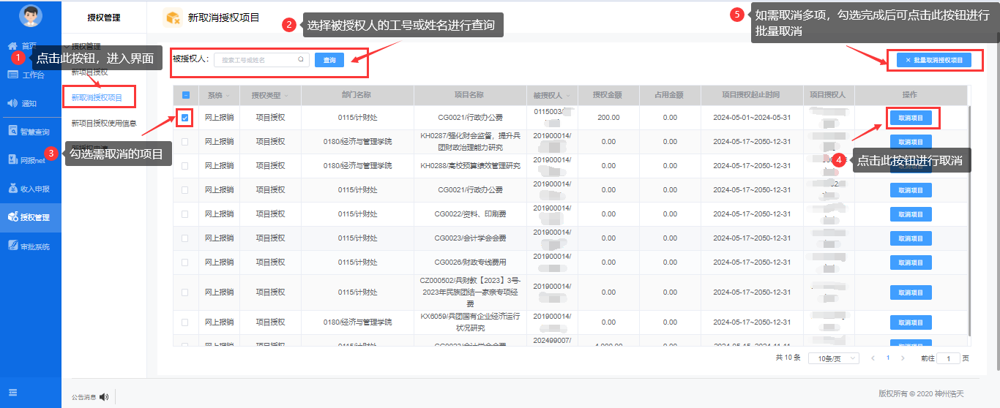 授权管理
新取消授权项目
2
选择被授权人的工号或姓名进行查询
5
如需取消多项，勾选完成后可点击此按钮进行
批量取消
首页
授权管理
1
点击此按钮，进入界面
工作台
新项目授权
被授权人：
搜索工号或姓名
查询
× 批量取消授权项目
新取消授权项目
通知
新项目授权使用信息
智慧查询
3
勾选需取消的项目
网报net
收入申报
授权管理
审批系统
系统 授权类型 部门名称 项目名称 被授权人 授权金额 占用金额 项目授权起止时间 项目授权人 操作
网上报销 项目授权 0115/计财处 CG0021/行政办公费 0115003/ 200.00 0.00 2024-05-01~2024-05-31 取消项目
网上报销 项目授权 0180/经济与管理学院 KH0287/强化财会监督，提升兵
团财政治理能力研究 201900014/ 0.00 0.00 2024-05-17~2050-12-31 取消项目
4
点击此按钮进行取消
网上报销 项目授权 0180/经济与管理学院 KH0288/高校预算绩效管理研究 201900014/ 0.00 0.00 2024-05-17~2050-12-31
网上报销 项目授权 0115/计财处 CG0021/行政办公费 201900014/ 0.00 0.00 2024-05-17~2050-12-31 取消项目
网上报销 项目授权 0115/计财处 CG0022/资料、印刷费 201900014/ 0.00 0.00 2024-05-17~2050-12-31 取消项目
网上报销 项目授权 0115/计财处 CG0023/会计学会会费 201900014/ 0.00 0.00 2024-05-17~2050-12-31 取消项目
网上报销 项目授权 0115/计财处 CG0026/财政专线费用 201900014/ 0.00 0.00 2024-05-17~2050-12-31 取消项目
网上报销 项目授权 0115/计财处 CZ000502/兵财教【2023】3号-
2023年民族团结一家亲专项经
费 201900014/ 0.00 0.00 2024-05-17~2050-12-31 取消项目
网上报销 项目授权 0180/经济与管理学院 KX6059/兵团国有企业经济运行
状况研究 201900014/ 0.00 0.00 2024-05-17~2050-12-31 取消项目
网上报销 项目授权 0115/计财处 CG0023/会计学会会费 202499007/ 4,000.00 0.00 2024-05-15~2024-11-11 取消项目
共 10 条 10条/页 1 前往 1 页
公告消息
版权所有 © 2020 神州浩天